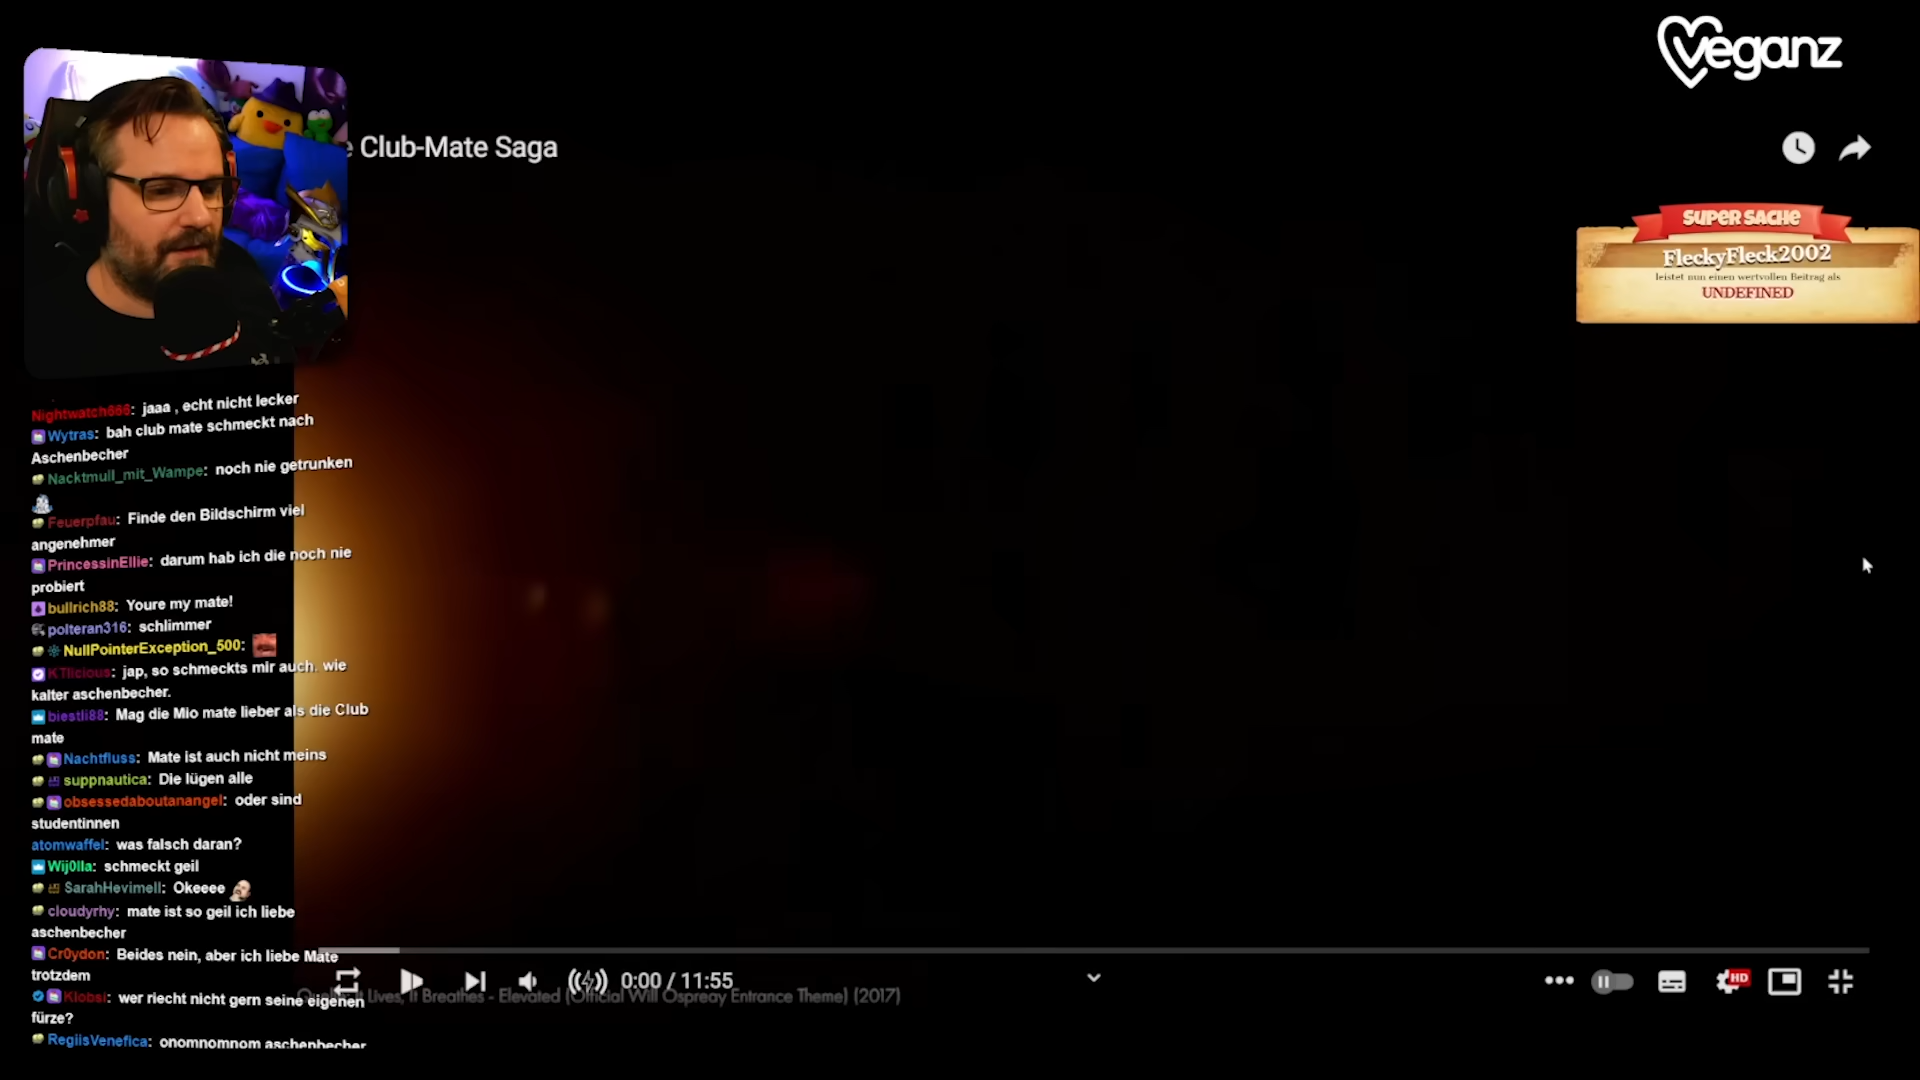 veganz
e Club-Mate Saga
SUPER SACHE
FleckyFleck2002
leistet nun einen wertvollen Beitrag als
UNDEFINED
Nightwatch666: jaaa , echt nicht lecker
Wytras: bah club mate schmeckt nach
Aschenbecher
Nacktmull_mit_Wampe: noch nie getrunken
Feuerpfau: Finde den Bildschirm viel
angenehmer
PrincessinEllie: darum hab ich die noch nie
probiert
bullrich88: Youre my mate!
polteran316: schlimmer
NullPointerException_500:
KTlicious: jap, so schmeckts mir auch. wie
kalter aschenbecher.
biestli88: Mag die Mio mate lieber als die Club
mate
Nachtfluss: Mate ist auch nicht meins
suppnautica: Die lügen alle
obsessedaboutanangel: oder sind
studentinnen
atomwaffel: was falsch daran?
Wij0lla: schmeckt geil
SarahHevimell: Okeeee
cloudyrhy: mate ist so geil ich liebe
aschenbecher
Cr0ydon: Beides nein, aber ich liebe Mate
trotzdem
Klobsi: wer riecht nicht gern seine eigenen
fürze?
RegiisVenefica: onomnomnom aschenbecher
0:00 / 11:55
HD
Lives, It Breathes - Elevated (Official Will Ospreay Entrance Theme) (2017)